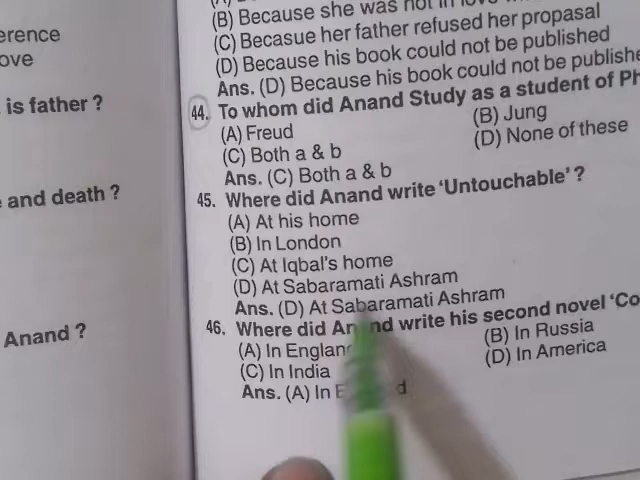 erence
ove
is father ?
and death ?
Anand ?
(B) Because she was not in
(C) Becasue her father refused her propasal
(D) Because his book could not be published
Ans. (D) Because his book could not be publishe
44. To whom did Anand Study as a student of Ph
(A) Freud (B) Jung
(C) Both a & b (D) None of these
Ans. (C) Both a & b
45. Where did Anand write ‘Untouchable’ ?
(A) At his home
(B) In London
(C) At Iqbal's home
(D) At Sabaramati Ashram
Ans. (D) At Sabaramati Ashram
46. Where did Anand write his second novel ‘Co
(A) In England (B) In Russia
(C) In India (D) In America
Ans. (A) In E d